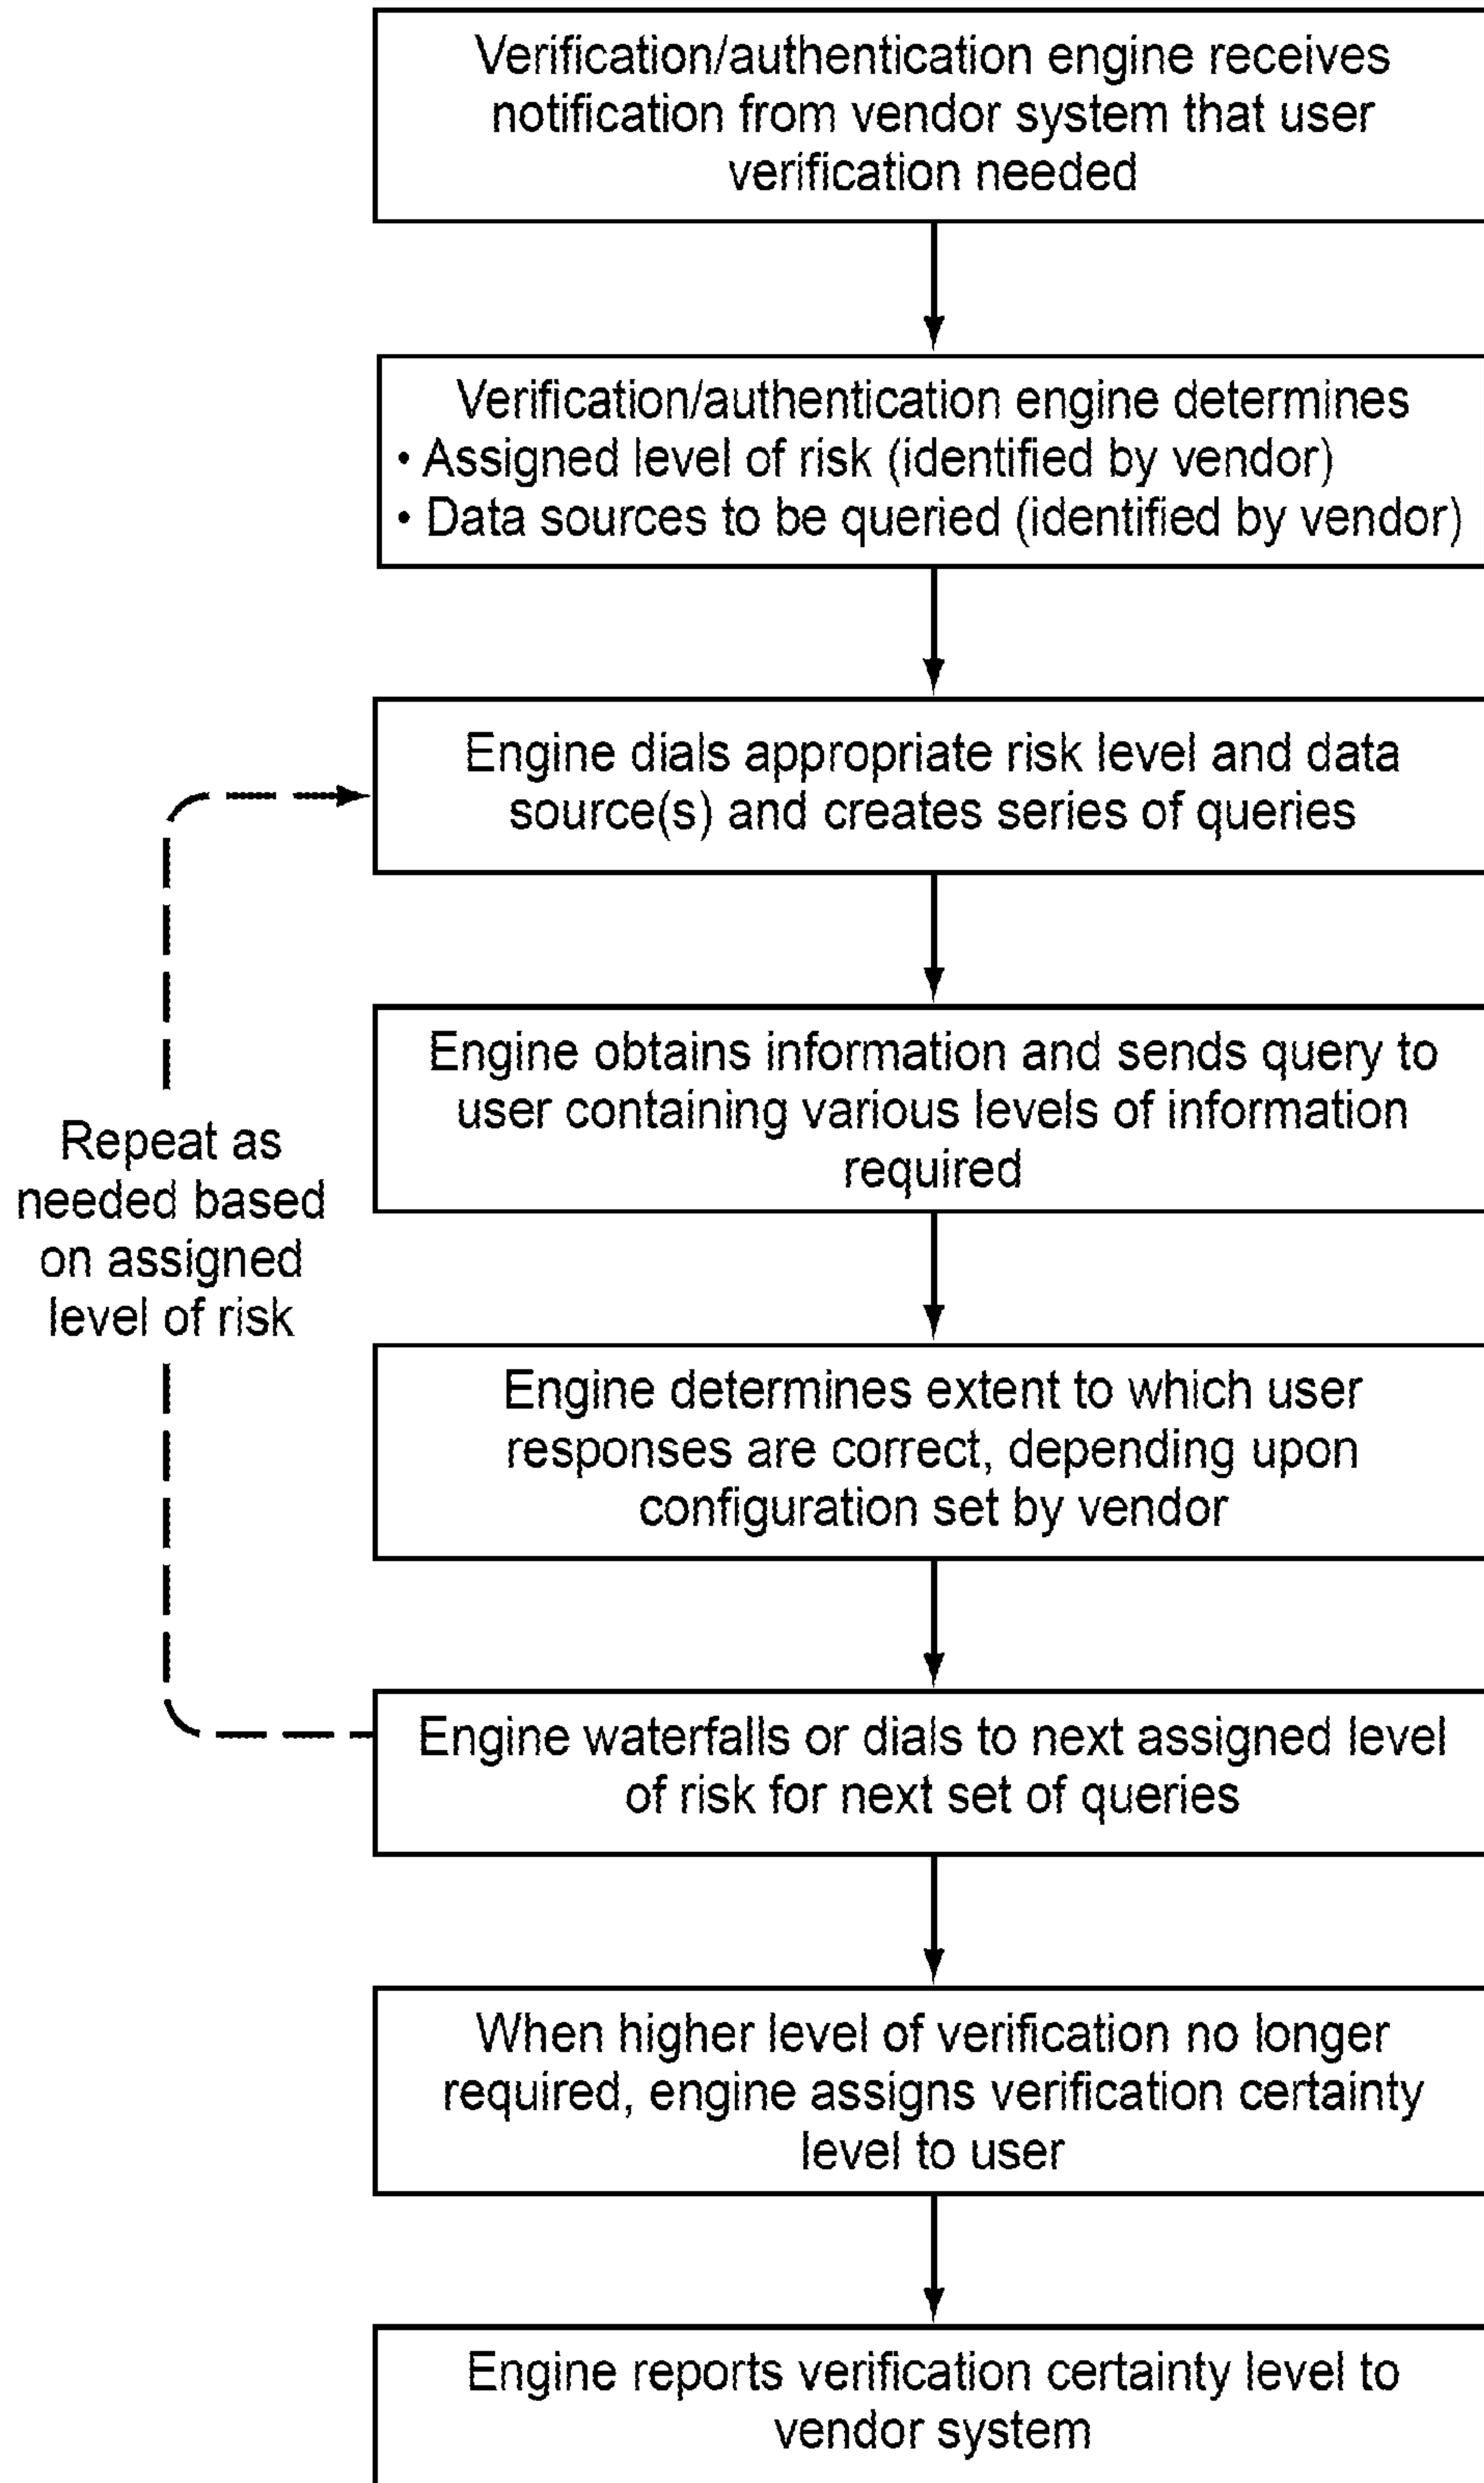 Verification/authentication engine receives
notification from vendor system that user
verification needed
Verification/authentication engine determines
• Assigned level of risk (identified by vendor)
• Data sources to be queried (identified by vendor)
Engine dials appropriate risk level and data
source(s) and creates series of queries
Engine obtains information and sends query to
user containing various levels of information
required
Repeat as
needed based
on assigned
level of risk
Engine determines extent to which user
responses are correct, depending upon
configuration set by vendor
Engine waterfalls or dials to next assigned level
of risk for next set of queries
When higher level of verification no longer
required, engine assigns verification certainty
level to user
Engine reports verification certainty level to
vendor system